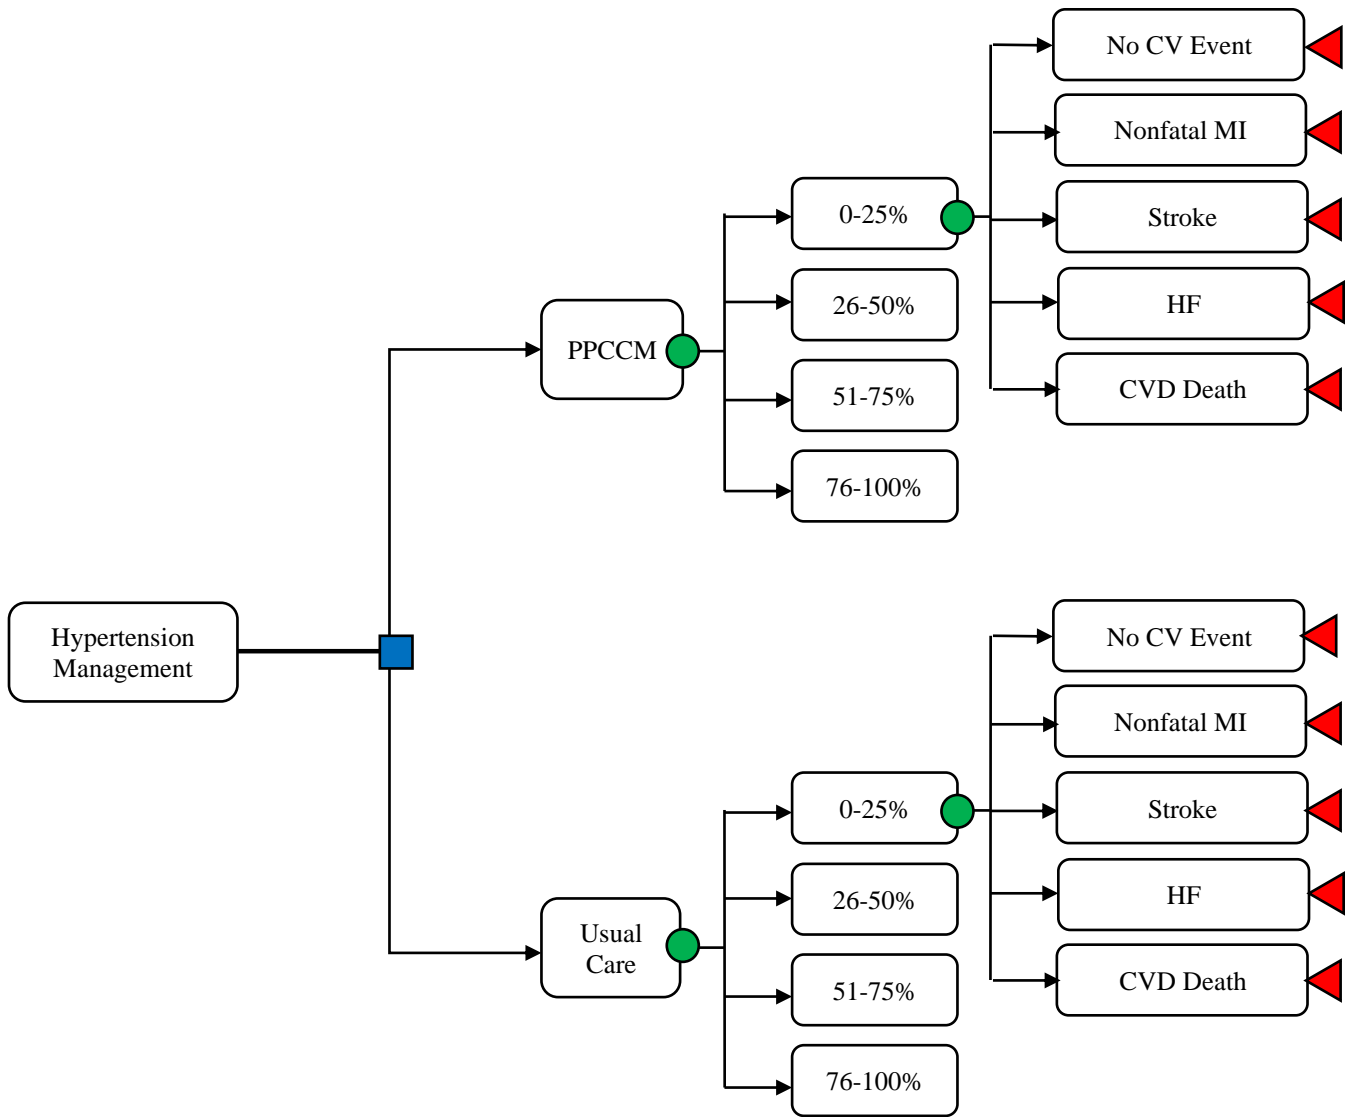 No CV Event
Nonfatal MI
Stroke
HF
CVD Death
0-25%
26-50%
51-75%
76-100%
PPCCM
Hypertension
Management
No CV Event
Nonfatal MI
Stroke
HF
CVD Death
0-25%
26-50%
51-75%
76-100%
Usual
Care